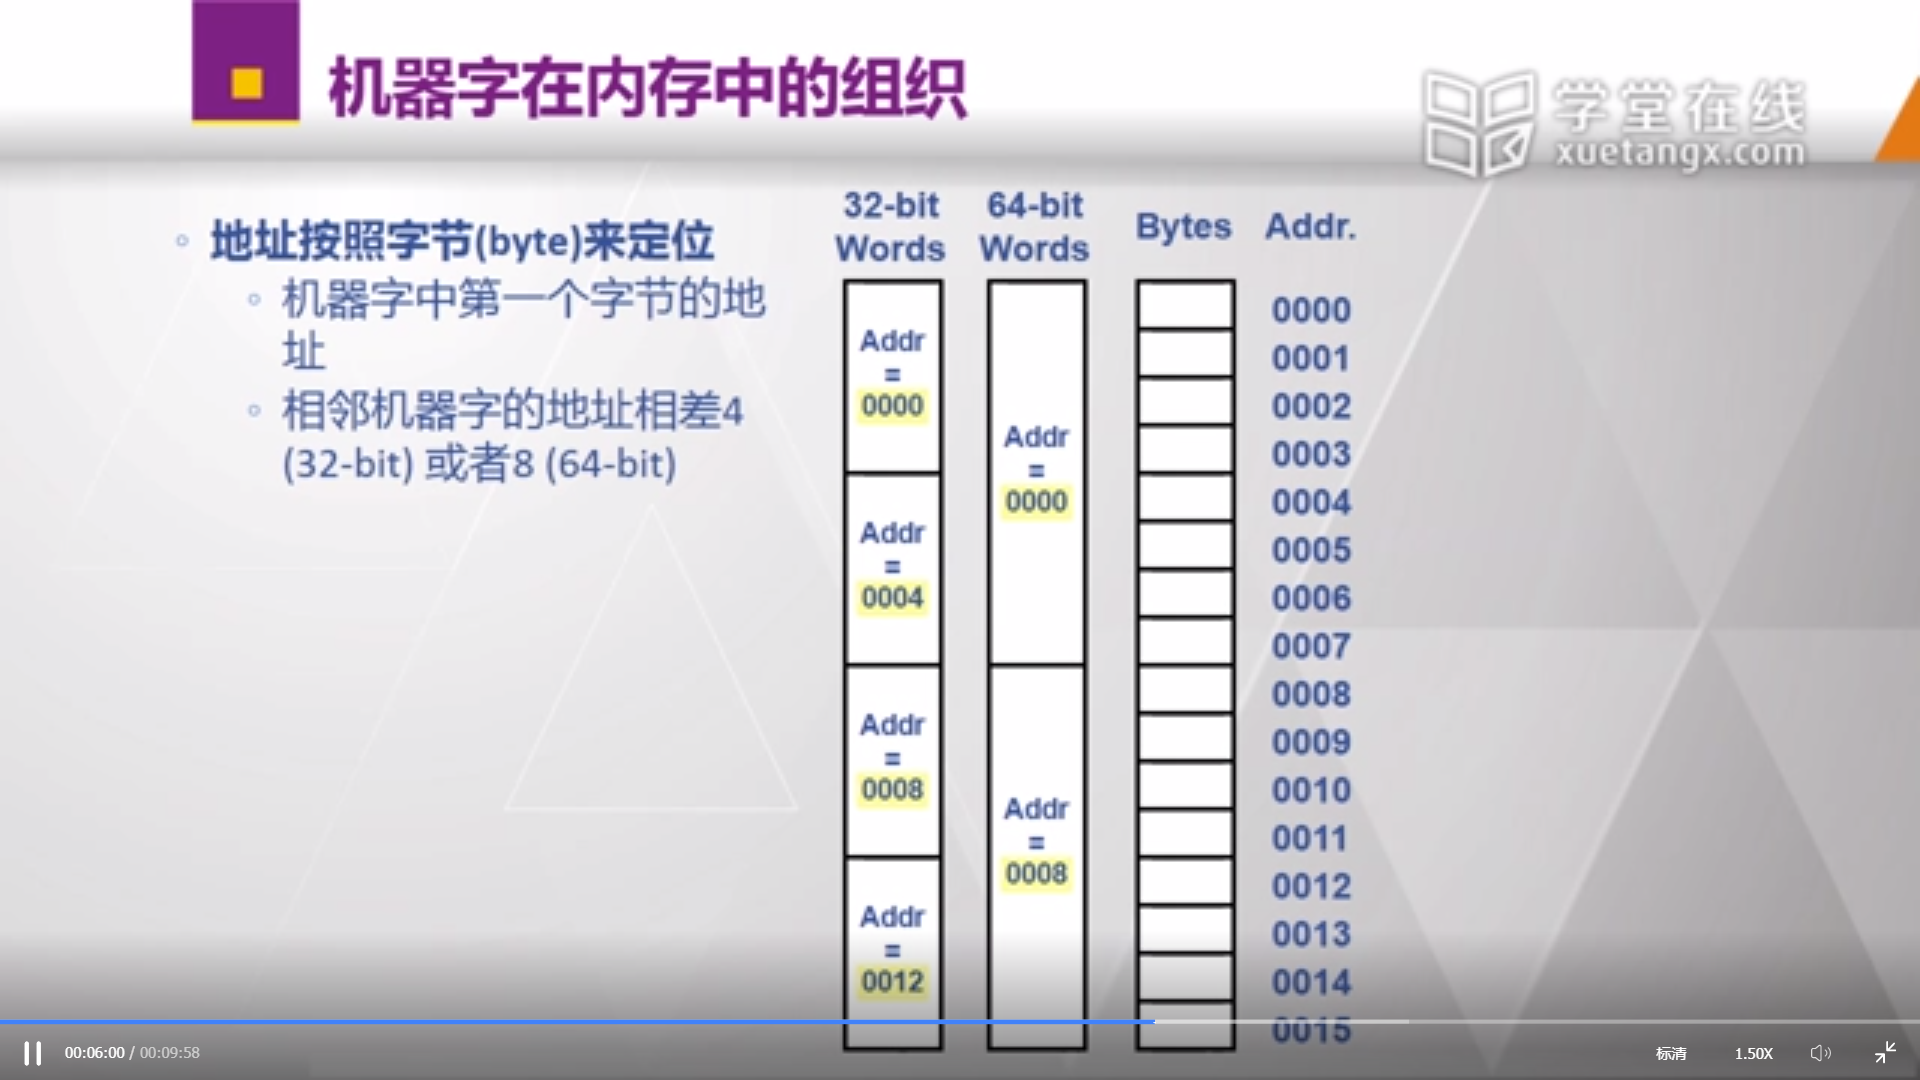 机器字在内存中的组织
学堂在线
xuetangx.com
地址按照字节(byte)来定位
机器字中第一个字节的地
址
相邻机器字的地址相差4
(32-bit) 或者8 (64-bit)
32-bit
Words
Addr
=
0000
Addr
=
0004
Addr
=
0008
Addr
=
0012
64-bit
Words
Addr
=
0000
Addr
=
0008
Bytes
Addr.
0000
0001
0002
0003
0004
0005
0006
0007
0008
0009
0010
0011
0012
0013
0014
0015
00:06:00 / 00:09:58
标清
1.50X